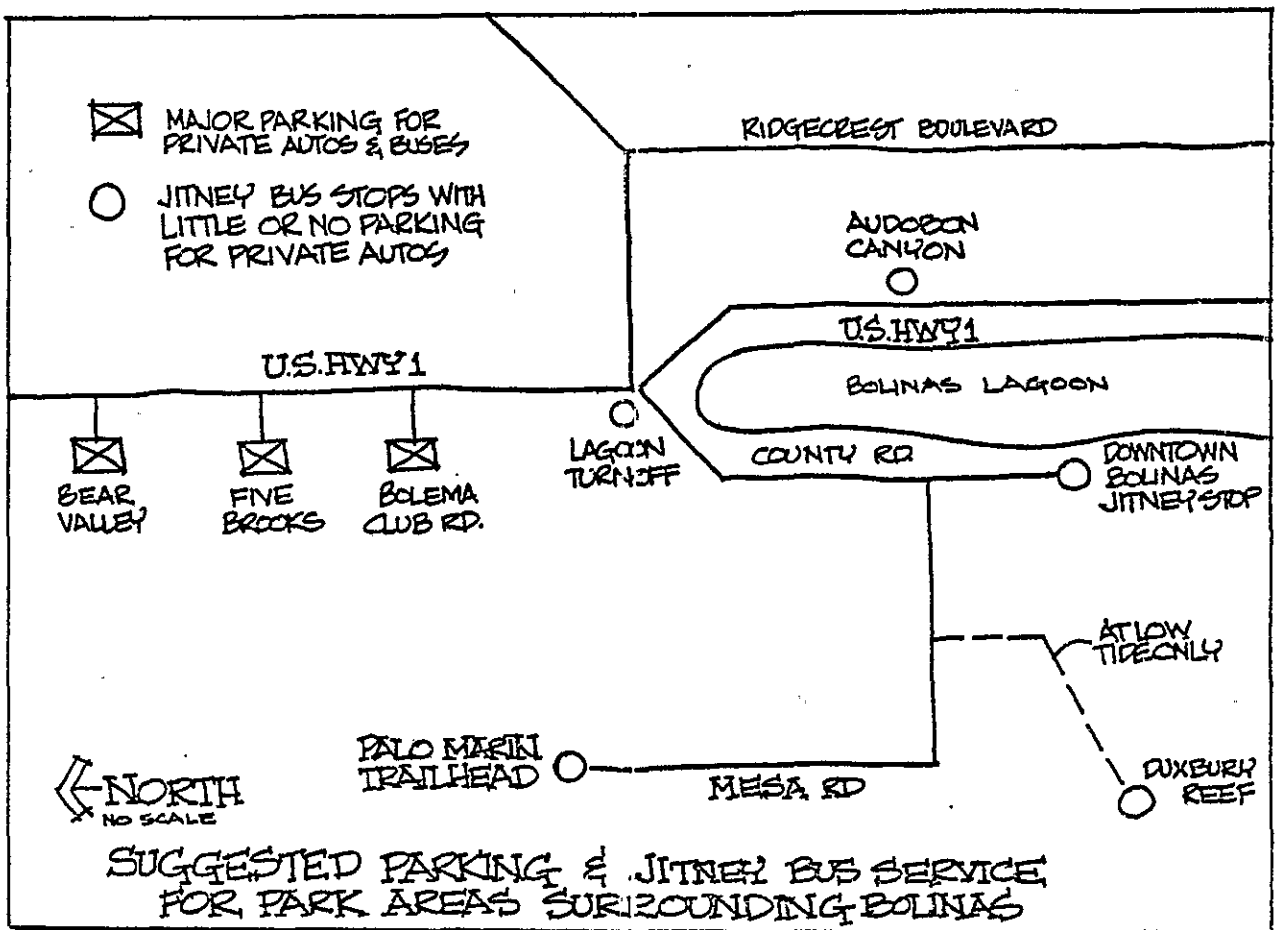 MAJOR PARKING FOR
PRIVATE AUTOS & BUSES
JITNEY BUS STOPS WITH
LITTLE OR NO PARKING
FOR PRIVATE AUTOS
RIDGECREST BOULEVARD
AUDOBON
CANYON
U.S. HWY 1
U.S. HWY 1
BOLINAS LAGOON
LAGOON
TURNOFF
COUNTY RD
DOWNTOWN
BOLINAS
JITNEY STOP
BEAR
VALLEY
FIVE
BROOKS
BOLEMA
CLUB RD.
AT LOW
TIDE ONLY
PALO MARIN
TRAILHEAD
MESA RD
DUXBURY
REEF
NORTH
NO SCALE
SUGGESTED PARKING & JITNEY BUS SERVICE
FOR PARK AREAS SURROUNDING BOLINAS